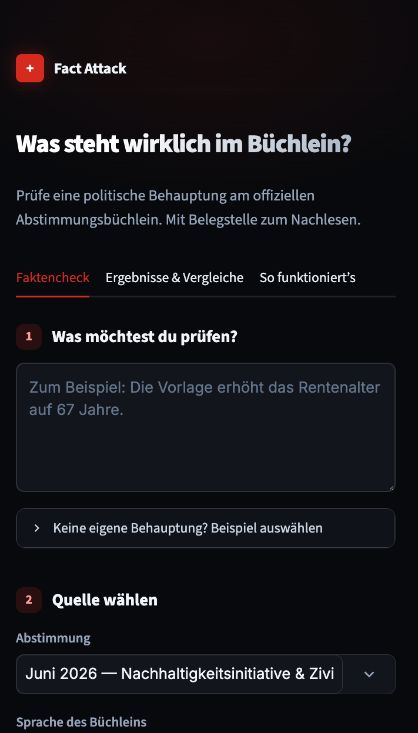 + Fact Attack
Was steht wirklich im Büchlein?
Prüfe eine politische Behauptung am offiziellen
Abstimmungsbüchlein. Mit Belegstelle zum Nachlesen.
Faktencheck Ergebnisse & Vergleiche So funktioniert's
1 Was möchtest du prüfen?
Zum Beispiel: Die Vorlage erhöht das Rentenalter
auf 67 Jahre.
Keine eigene Behauptung? Beispiel auswählen
2 Quelle wählen
Abstimmung
Juni 2026 — Nachhaltigkeitsinitiative & Zivi
Sprache des Büchleins